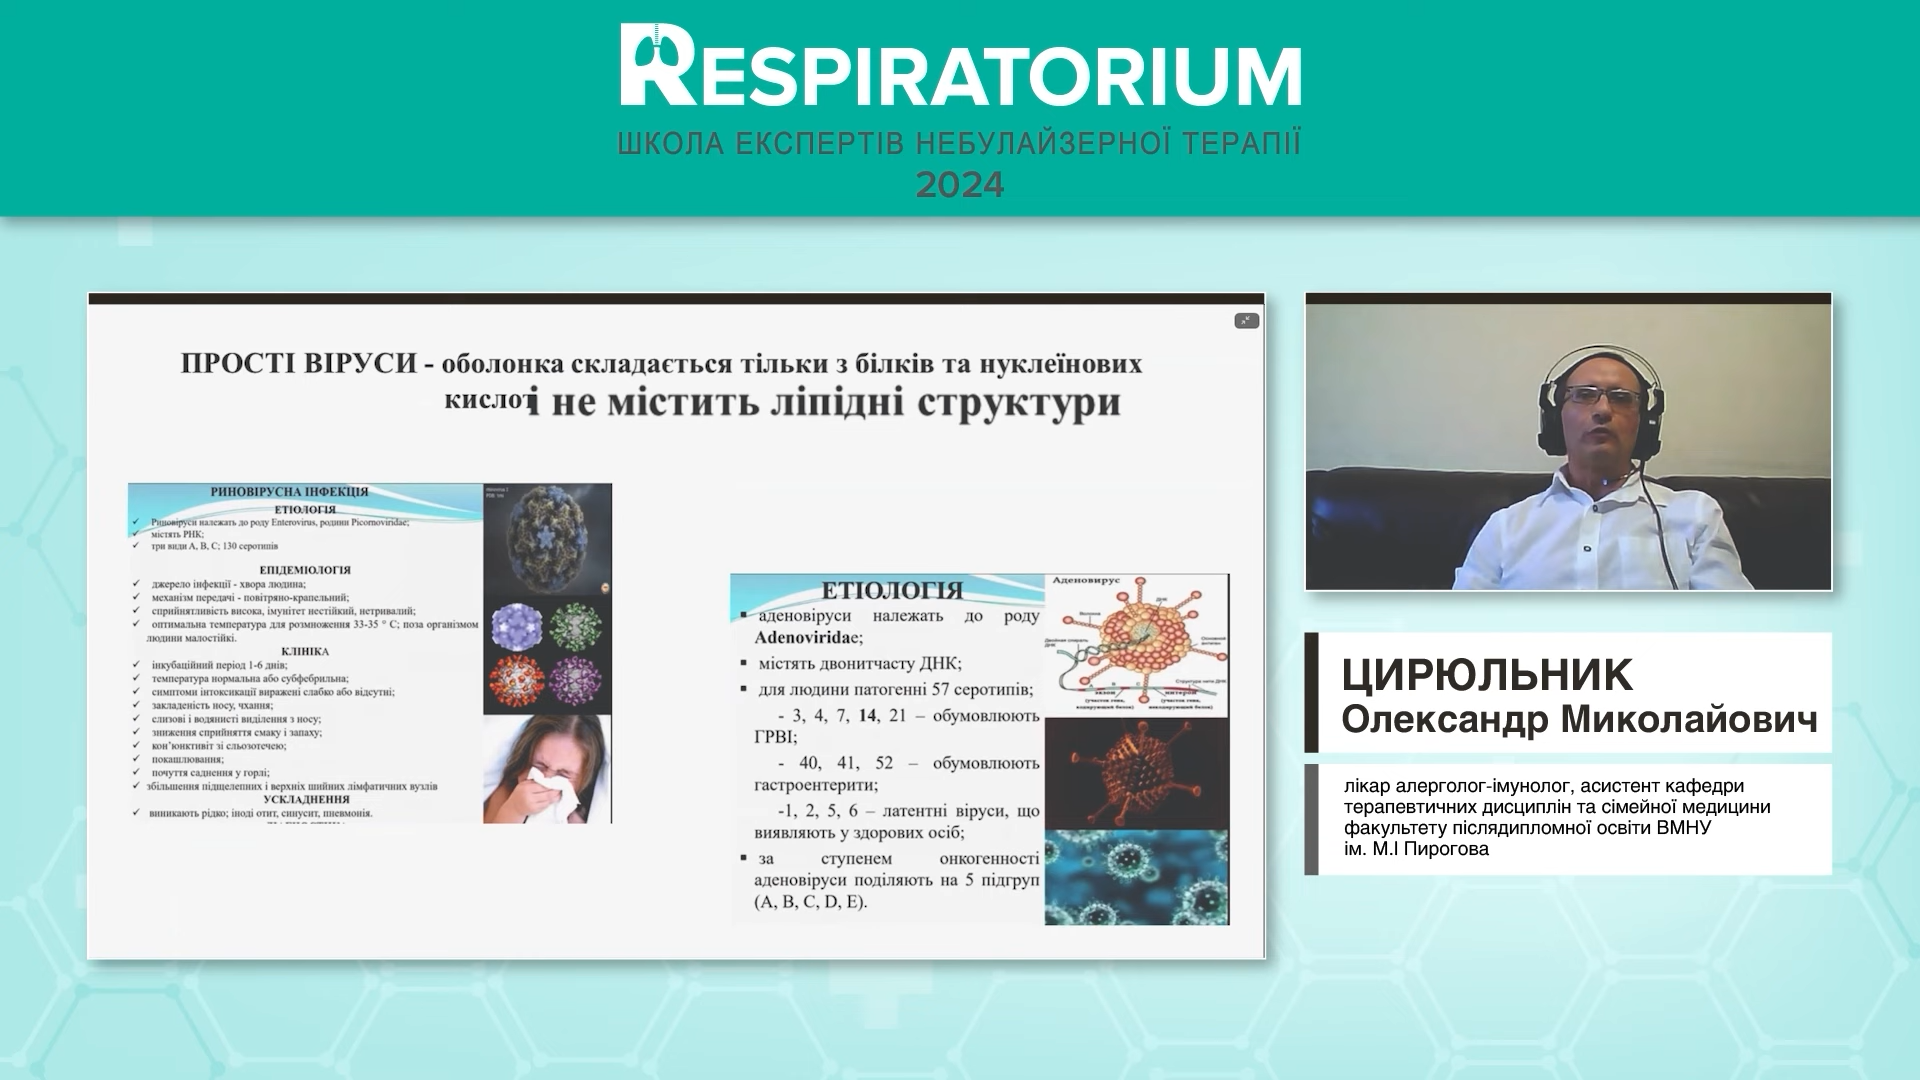 RESPIRATORIUM
ШКОЛА ЕКСПЕРТІВ НЕБУЛАЙЗЕРНОЇ ТЕРАПІЇ
2024
ПРОСТІ ВІРУСИ - оболонка складається тільки з білків та нуклеїнових
кислот
і не містить ліпідні структури
РИНОВІРУСНА ІНФЕКЦІЯ
ЕТІОЛОГІЯ
✓ Риновіруси належать до роду Enterovirus, родини Picornoviridae;
✓ містять РНК;
✓ три види А, В, С; 130 серотипів
ЕПІДЕМІОЛОГІЯ
✓ джерело інфекції - хвора людина;
✓ механізм передачі - повітряно-крапельний;
✓ сприйнятливість висока, імунітет нестійкий, нетривалий;
✓ оптимальна температура для розмноження 33-35 ° С; поза організмом
людини малостійкі.
КЛІНІКА
✓ інкубаційний період 1-6 днів;
✓ температура нормальна або субфебрильна;
✓ симптоми інтоксикації виражені слабко або відсутні;
✓ закладеність носу, чхання;
✓ слизові і водянисті виділення з носу;
✓ зниження сприйняття смаку і запаху;
✓ кон'юнктивіт зі сльозотечею;
✓ покашлювання;
✓ почуття саднення у горлі;
✓ збільшення підщелепних і верхніх шийних лімфатичних вузлів
УСКЛАДНЕННЯ
✓ виникають рідко; іноді отит, синусит, пневмонія.
ЕТІОЛОГІЯ
▪ аденовіруси належать до роду
Adenoviridae;
▪ містять двонитчасту ДНК;
▪ для людини патогенні 57 серотипів;
- 3, 4, 7, 14, 21 – обумовлюють
ГРВІ;
- 40, 41, 52 – обумовлюють
гастроентерити;
-1, 2, 5, 6 – латентні віруси, що
виявляють у здорових осіб;
▪ за ступенем онкогенності
аденовіруси поділяють на 5 підгруп
(А, В, С, D, Е).
Аденовирус
ДНК
ЦИРЮЛЬНИК
Олександр Миколайович
лікар алерголог-імунолог, асистент кафедри
терапевтичних дисциплін та сімейної медицини
факультету післядипломної освіти ВМНУ
ім. М.І Пирогова